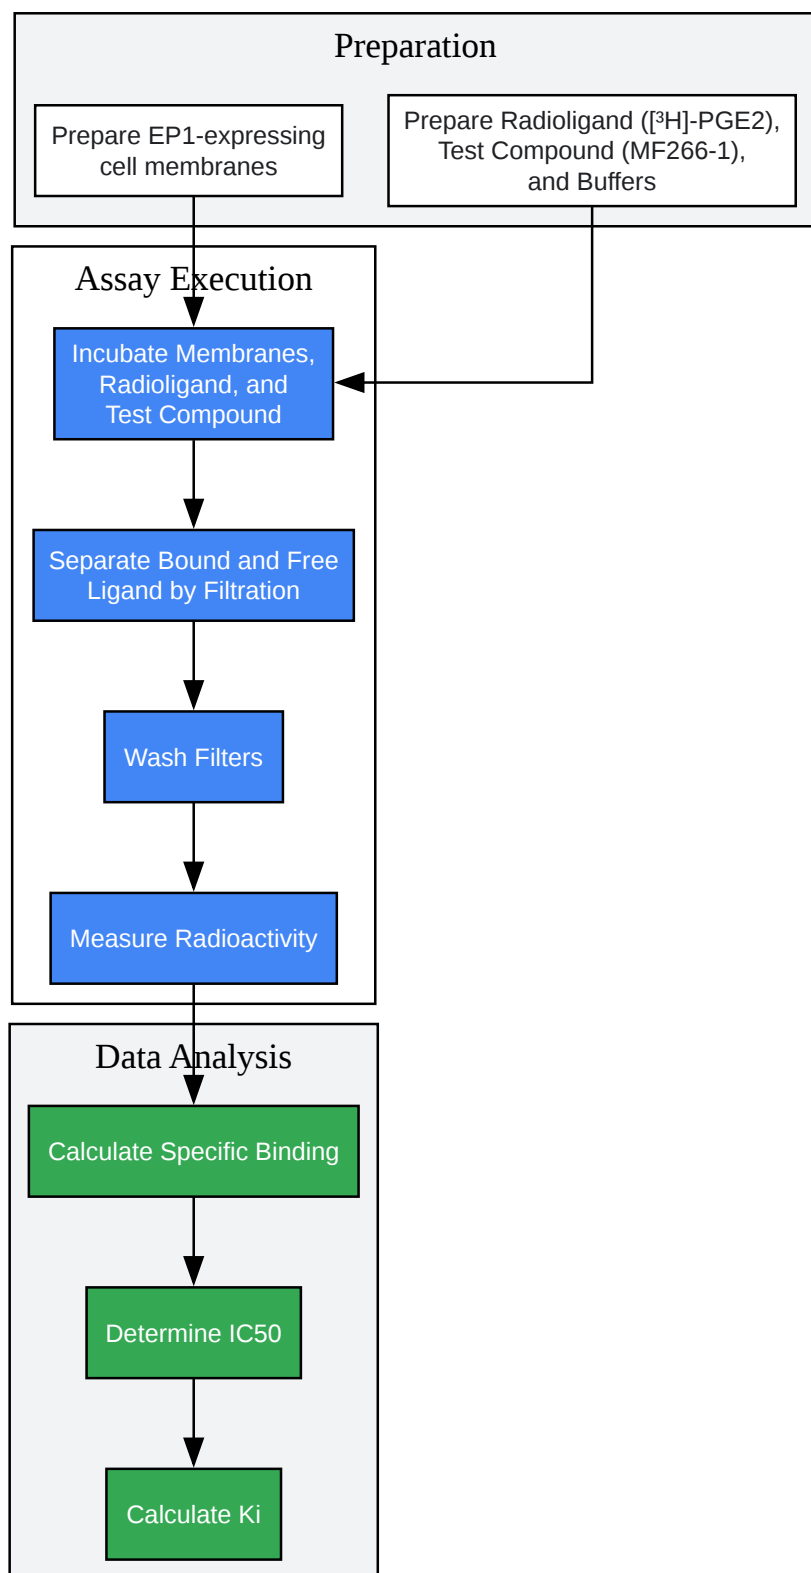 Preparation
Prepare EP1-expressing
cell membranes
Prepare Radioligand ([³H]-PGE2),
Test Compound (MF266-1),
and Buffers
Assay Execution
Incubate Membranes,
Radioligand, and
Test Compound
Separate Bound and Free
Ligand by Filtration
Wash Filters
Measure Radioactivity
Data Analysis
Calculate Specific Binding
Determine IC50
Calculate Ki